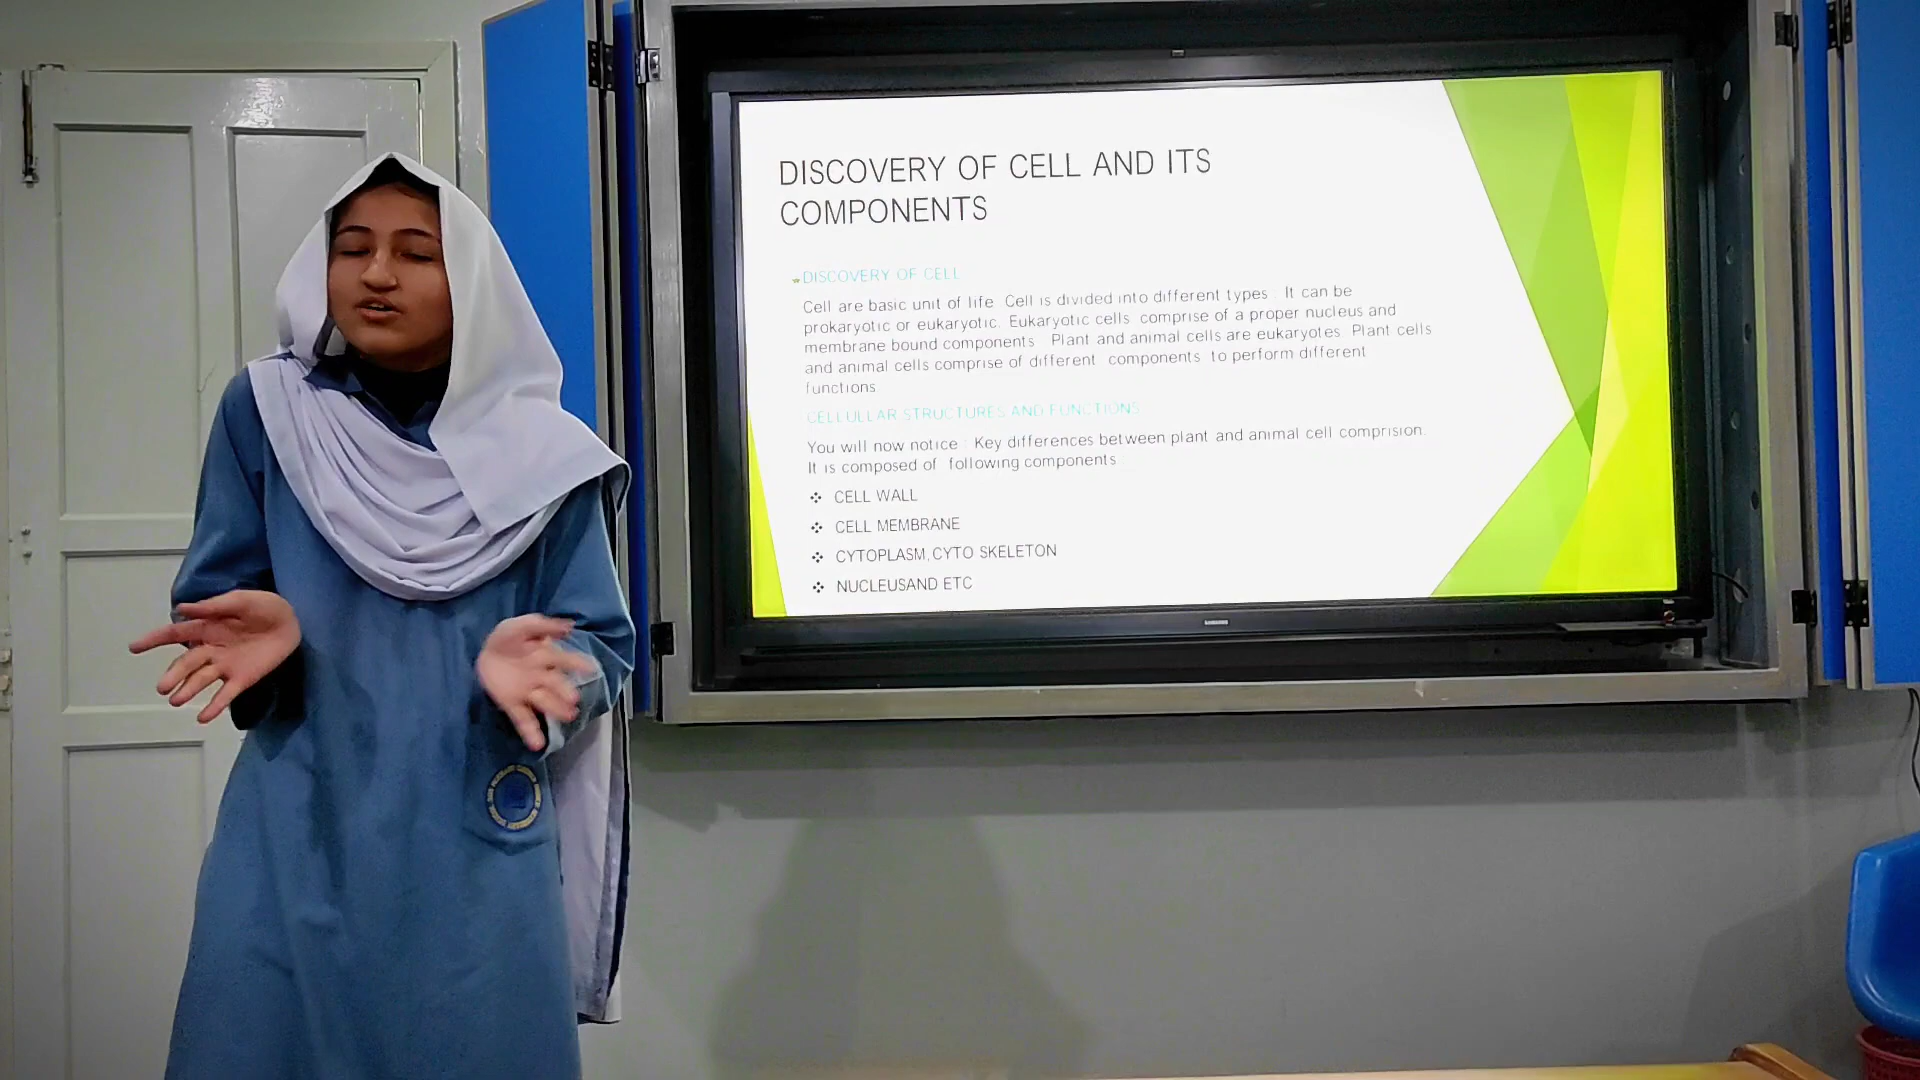 DISCOVERY OF CELL AND ITS
COMPONENTS
DISCOVERY OF CELL
Cell are basic unit of life Cell is divided into different types : It can be
prokaryotic or eukaryotic. Eukaryotic cells comprise of a proper nucleus and
membrane bound components . Plant and animal cells are eukaryotes Plant cells
and animal cells comprise of different components to perform different
functions
CELLULLAR STRUCTURES AND FUNCTIONS
You will now notice : Key differences between plant and animal cell comprision.
It is composed of following components :
CELL WALL
CELL MEMBRANE
CYTOPLASM,CYTO SKELETON
NUCLEUSAND ETC
SAMSUNG